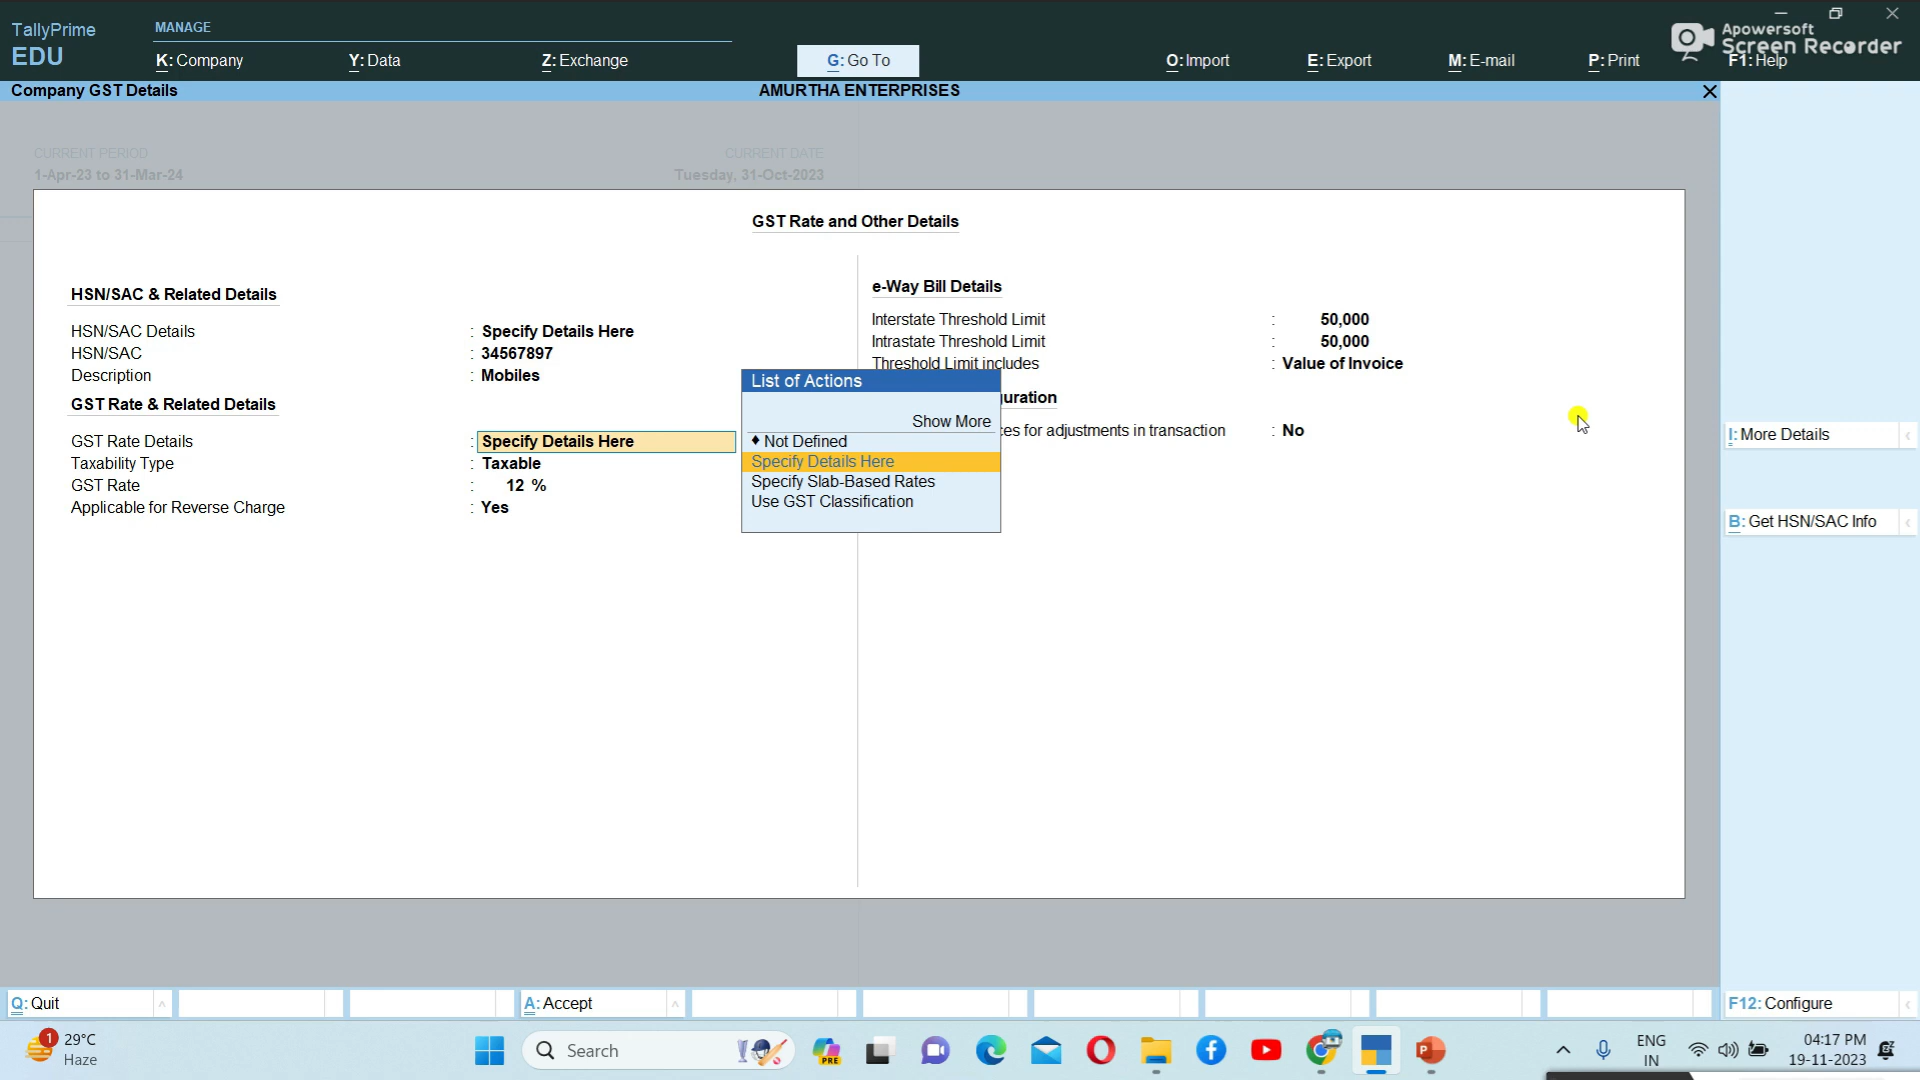 TallyPrime
EDU
MANAGE
K: Company
Y: Data
Z: Exchange
G: Go To
O: Import
E: Export
M: E-mail
P: Print
F1: Help
Apowersoft
Screen Recorder
Company GST Details
AMURTHA ENTERPRISES
CURRENT PERIOD
1-Apr-23 to 31-Mar-24
CURRENT DATE
Tuesday, 31-Oct-2023
GST Rate and Other Details
HSN/SAC & Related Details
HSN/SAC Details : Specify Details Here
HSN/SAC : 34567897
Description : Mobiles
GST Rate & Related Details
GST Rate Details : Specify Details Here
Taxability Type : Taxable
GST Rate : 12 %
Applicable for Reverse Charge : Yes
e-Way Bill Details
Interstate Threshold Limit : 50,000
Intrastate Threshold Limit : 50,000
Threshold Limit includes : Value of Invoice
uration
ces for adjustments in transaction : No
List of Actions
Show More
♦ Not Defined
Specify Details Here
Specify Slab-Based Rates
Use GST Classification
I: More Details
B: Get HSN/SAC Info
Q: Quit
A: Accept
F12: Configure
1
29°C
Haze
Search
PRE
ENG
IN
04:17 PM
19-11-2023